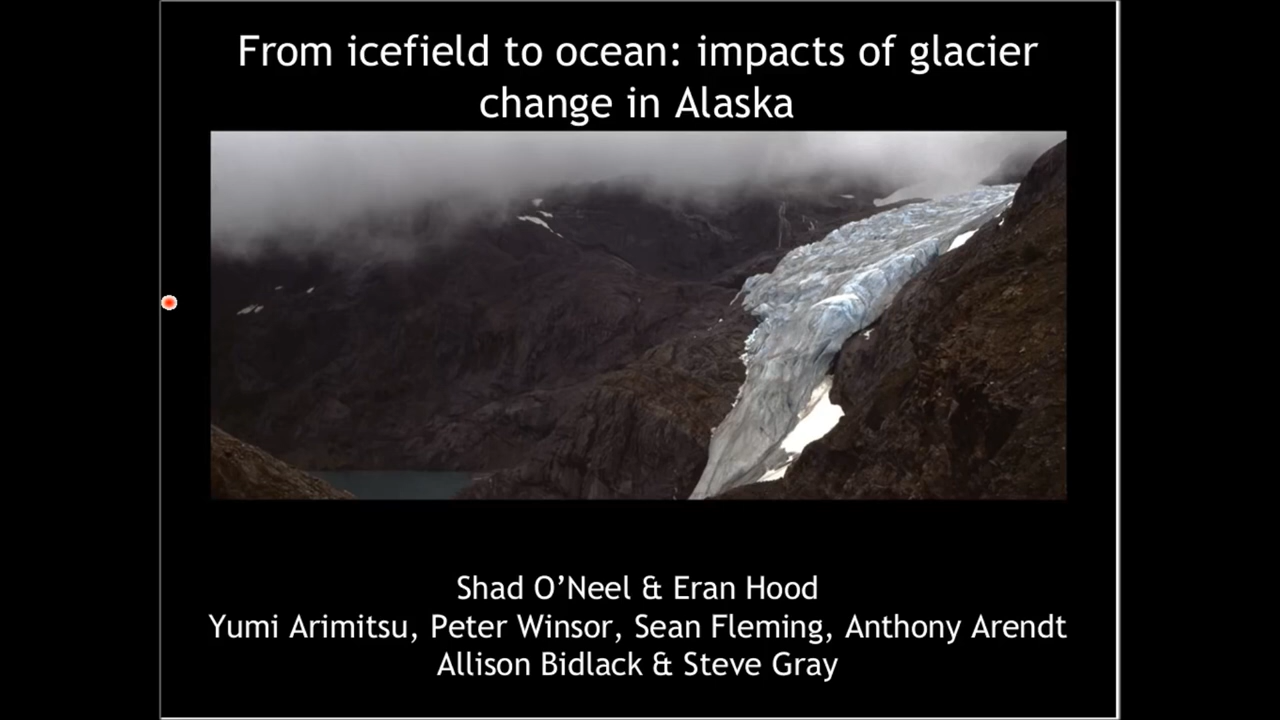 From icefield to ocean: impacts of glacier
change in Alaska
Shad O’Neel & Eran Hood
Yumi Arimitsu, Peter Winsor, Sean Fleming, Anthony Arendt
Allison Bidlack & Steve Gray